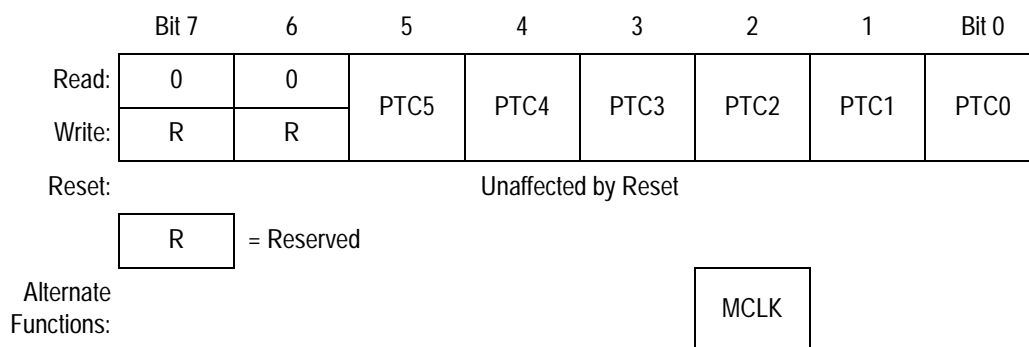 Bit 7 6 5 4 3 2 1 Bit 0
Read: 0 0 PTC5 PTC4 PTC3 PTC2 PTC1 PTC0
Write: R R
Reset: Unaffected by Reset
R = Reserved
Alternate
Functions: MCLK